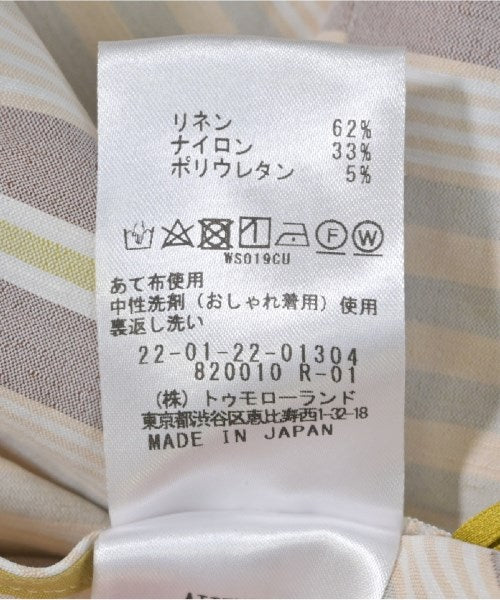 リネン 62%
ナイロン 33%
ポリウレタン 5%
F W
WS019CU
あて布使用
中性洗剤（おしゃれ着用）使用
裏返し洗い
22-01-22-01304
820010 R-01
（株）トゥモローランド
東京都渋谷区恵比寿西1-32-18
MADE IN JAPAN